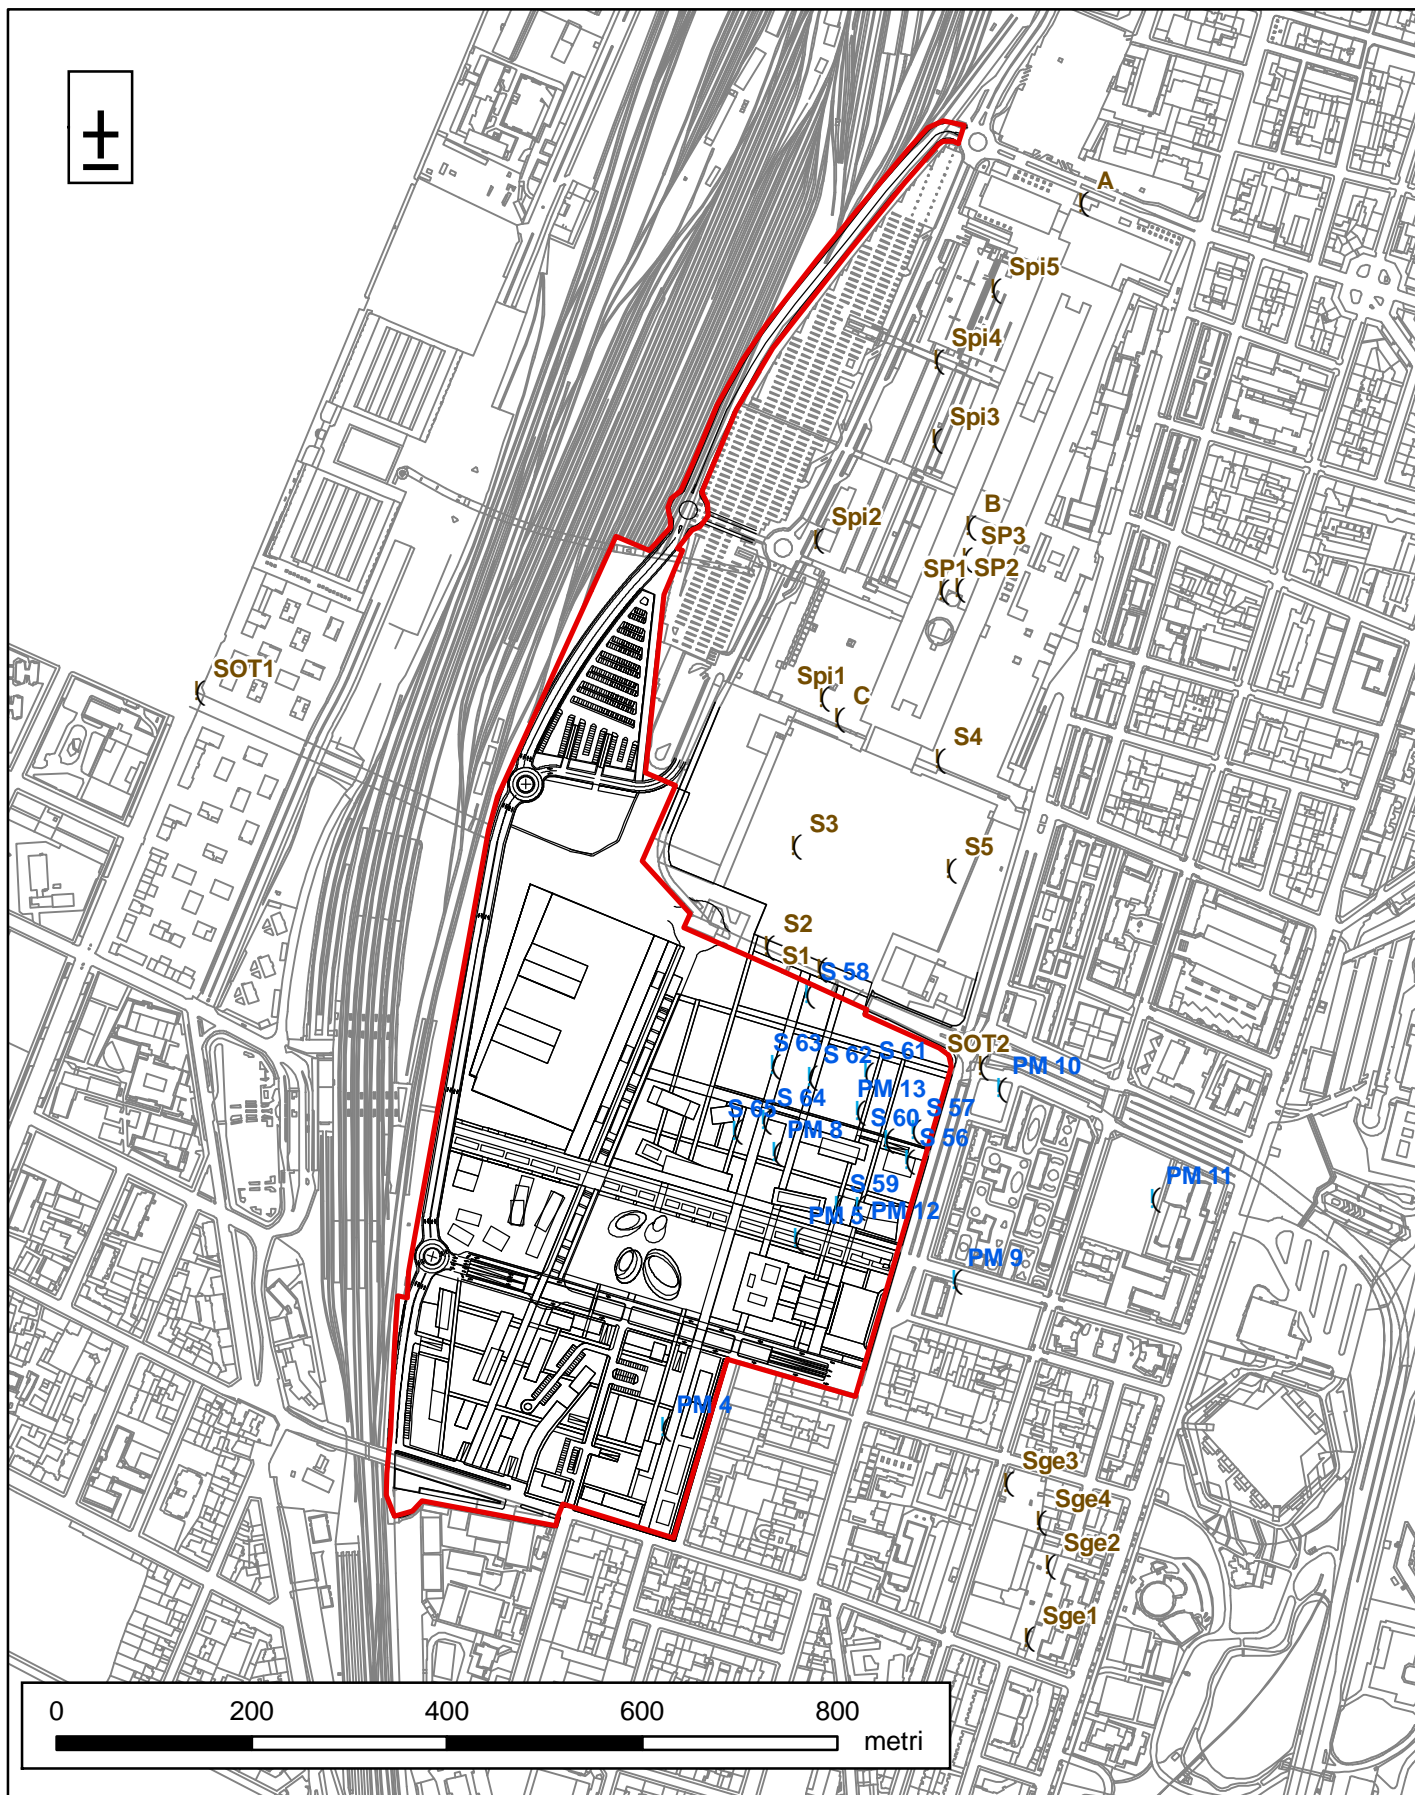 ±
A
Spi5
Spi4
Spi3
B
Spi2
SP3
SP1
SP2
SOT1
Spi1
C
S4
S3
S5
S2
S1
S 58
SOT2
S 63
S 62
S 61
PM 10
S 64
PM 13
S 65
S 60
S 57
PM 8
S 56
S 59
PM 11
PM 5
PM 12
PM 9
PM 4
Sge3
Sge4
Sge2
Sge1
0 200 400 600 800
metri